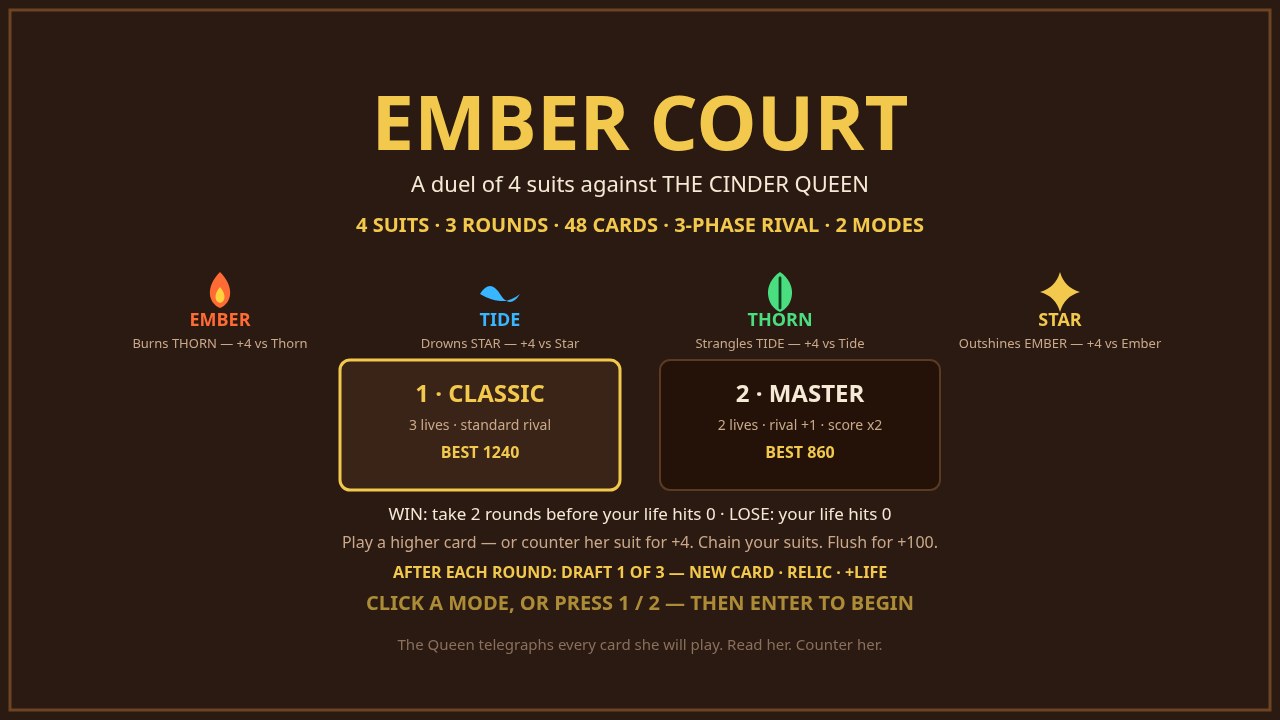 EMBER COURT
A duel of 4 suits against THE CINDER QUEEN
4 SUITS · 3 ROUNDS · 48 CARDS · 3-PHASE RIVAL · 2 MODES
EMBER
Burns THORN — +4 vs Thorn
TIDE
Drowns STAR — +4 vs Star
THORN
Strangles TIDE — +4 vs Tide
STAR
Outshines EMBER — +4 vs Ember
1 · CLASSIC
3 lives · standard rival
BEST 1240
2 · MASTER
2 lives · rival +1 · score x2
BEST 860
WIN: take 2 rounds before your life hits 0 · LOSE: your life hits 0
Play a higher card — or counter her suit for +4. Chain your suits. Flush for +100.
AFTER EACH ROUND: DRAFT 1 OF 3 — NEW CARD · RELIC · +LIFE
CLICK A MODE, OR PRESS 1 / 2 — THEN ENTER TO BEGIN
The Queen telegraphs every card she will play. Read her. Counter her.